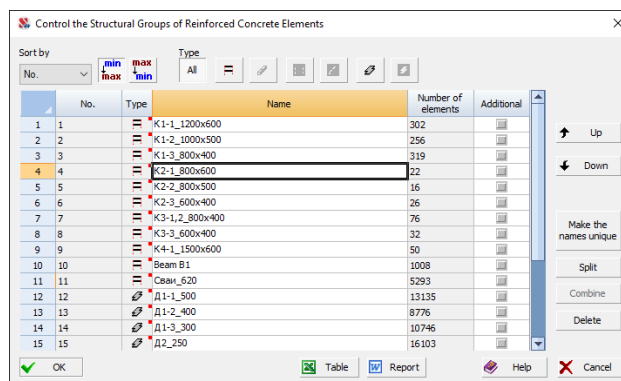 Control the Structural Groups of Reinforced Concrete Elements
Sort by
No.
min max
max min
Type
All
No. Type Name Number of elements Additional
1 1 К1-1_1200x600 302
2 2 К1-2_1000x500 256
3 3 К1-3_800x400 319
4 4 К2-1_800x600 22
5 5 К2-2_800x500 16
6 6 К2-3_600x400 26
7 7 К3-1,2_800x400 76
8 8 К3-3_600x400 32
9 9 К4-1_1500x600 50
10 10 Beam B1 1008
11 11 Сваи_620 5293
12 12 Д1-1_500 13135
13 13 Д1-2_400 8776
14 14 Д1-3_300 10746
15 15 Д2_250 16103
Up
Down
Make the
names unique
Split
Combine
Delete
OK Table Report Help Cancel